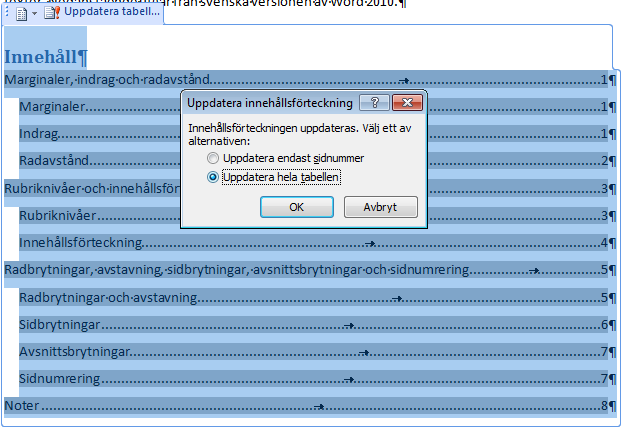 från svenska versionen av Word 2010.¶
Uppdatera tabell...
Innehåll¶
Marginaler, indrag och radavstånd 1¶
Marginaler 1¶
Indrag 1¶
Radavstånd 2¶
Rubriknivåer och 3¶
Rubriknivåer 3¶
Innehållsförteckning 4¶
Radbrytningar, avstavning, sidbrytningar, avsnittsbrytningar och sidnumrering 5¶
Radbrytningar och avstavning 5¶
Sidbrytningar 6¶
Avsnittsbrytningar 7¶
Sidnumrering 7¶
Noter 8¶
Uppdatera innehållsförteckning
Innehållsförteckningen uppdateras. Välj ett av
alternativen:
Uppdatera endast sidnummer
Uppdatera hela tabellen
OK Avbryt